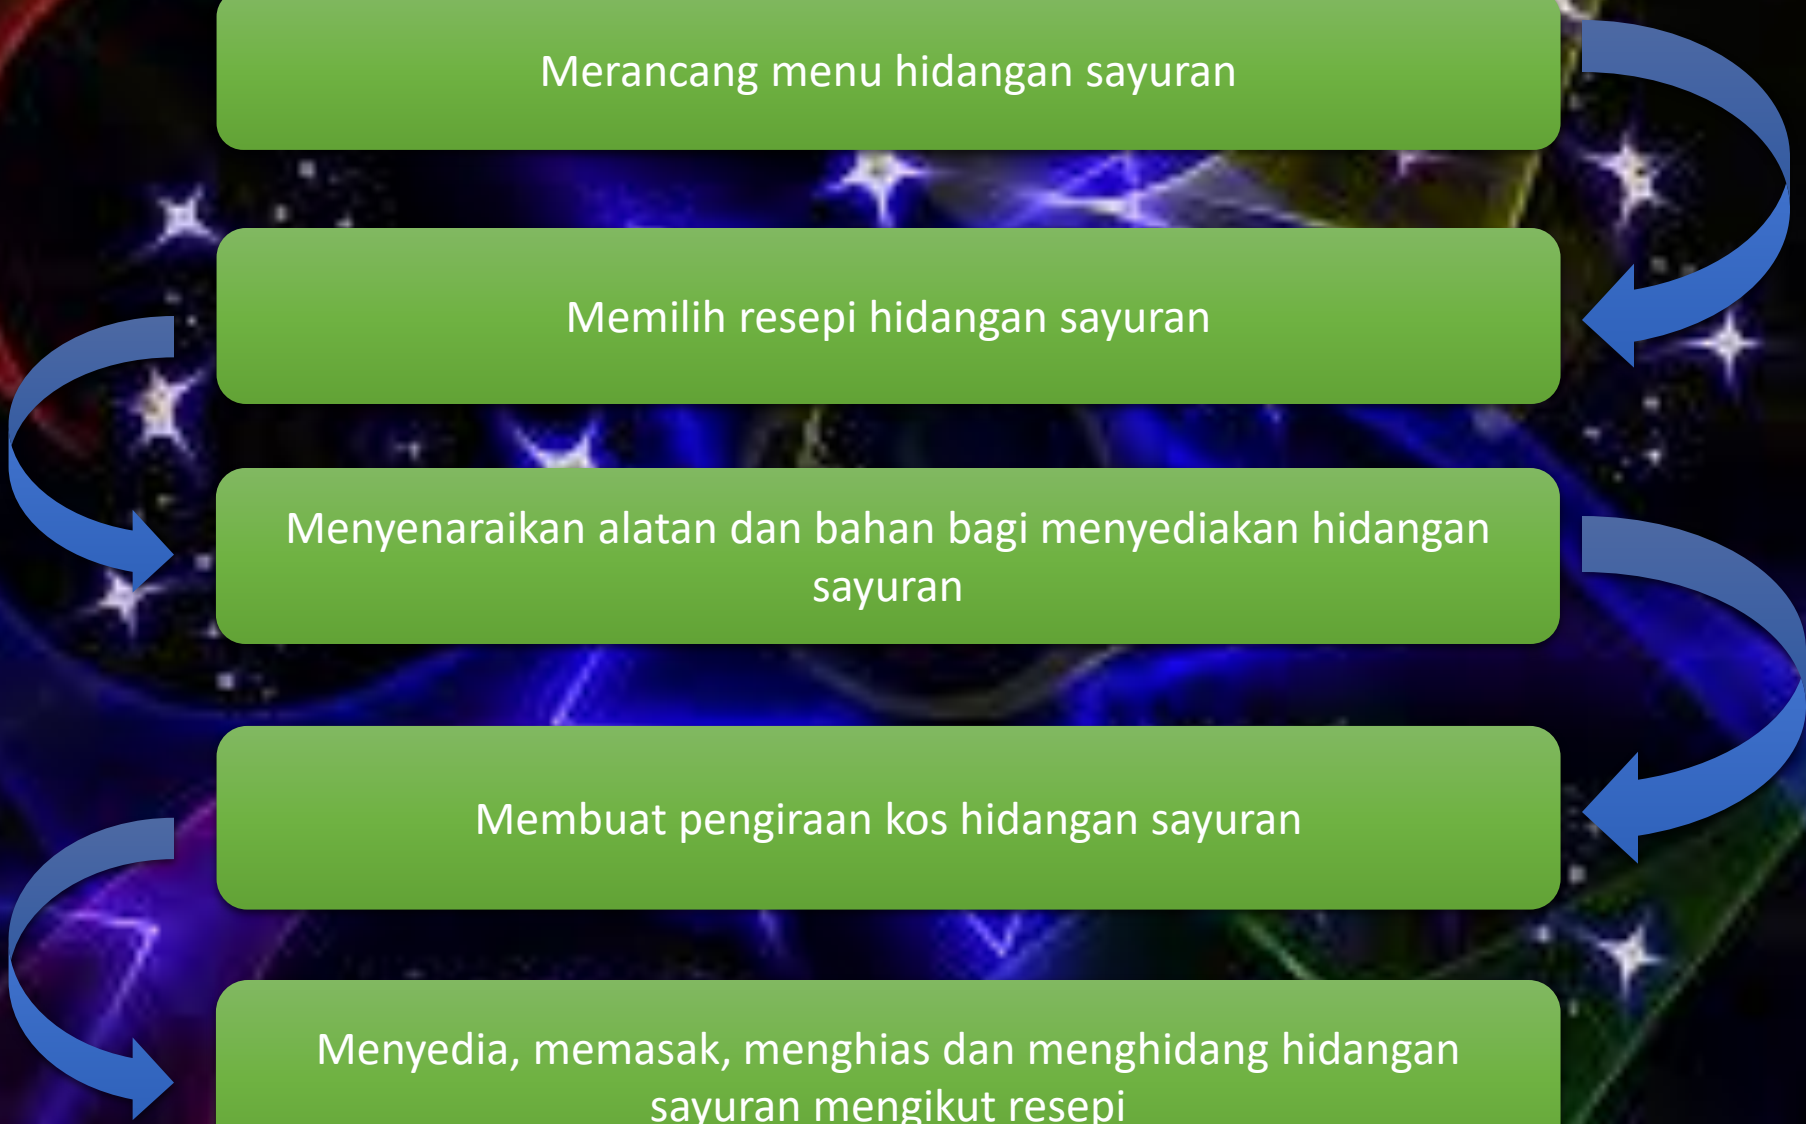 Merancang menu hidangan sayuran
Memilih resepi hidangan sayuran
Menyenaraikan alatan dan bahan bagi menyediakan hidangan
sayuran
Membuat pengiraan kos hidangan sayuran
Menyedia, memasak, menghias dan menghidang hidangan
sayuran mengikut resepi